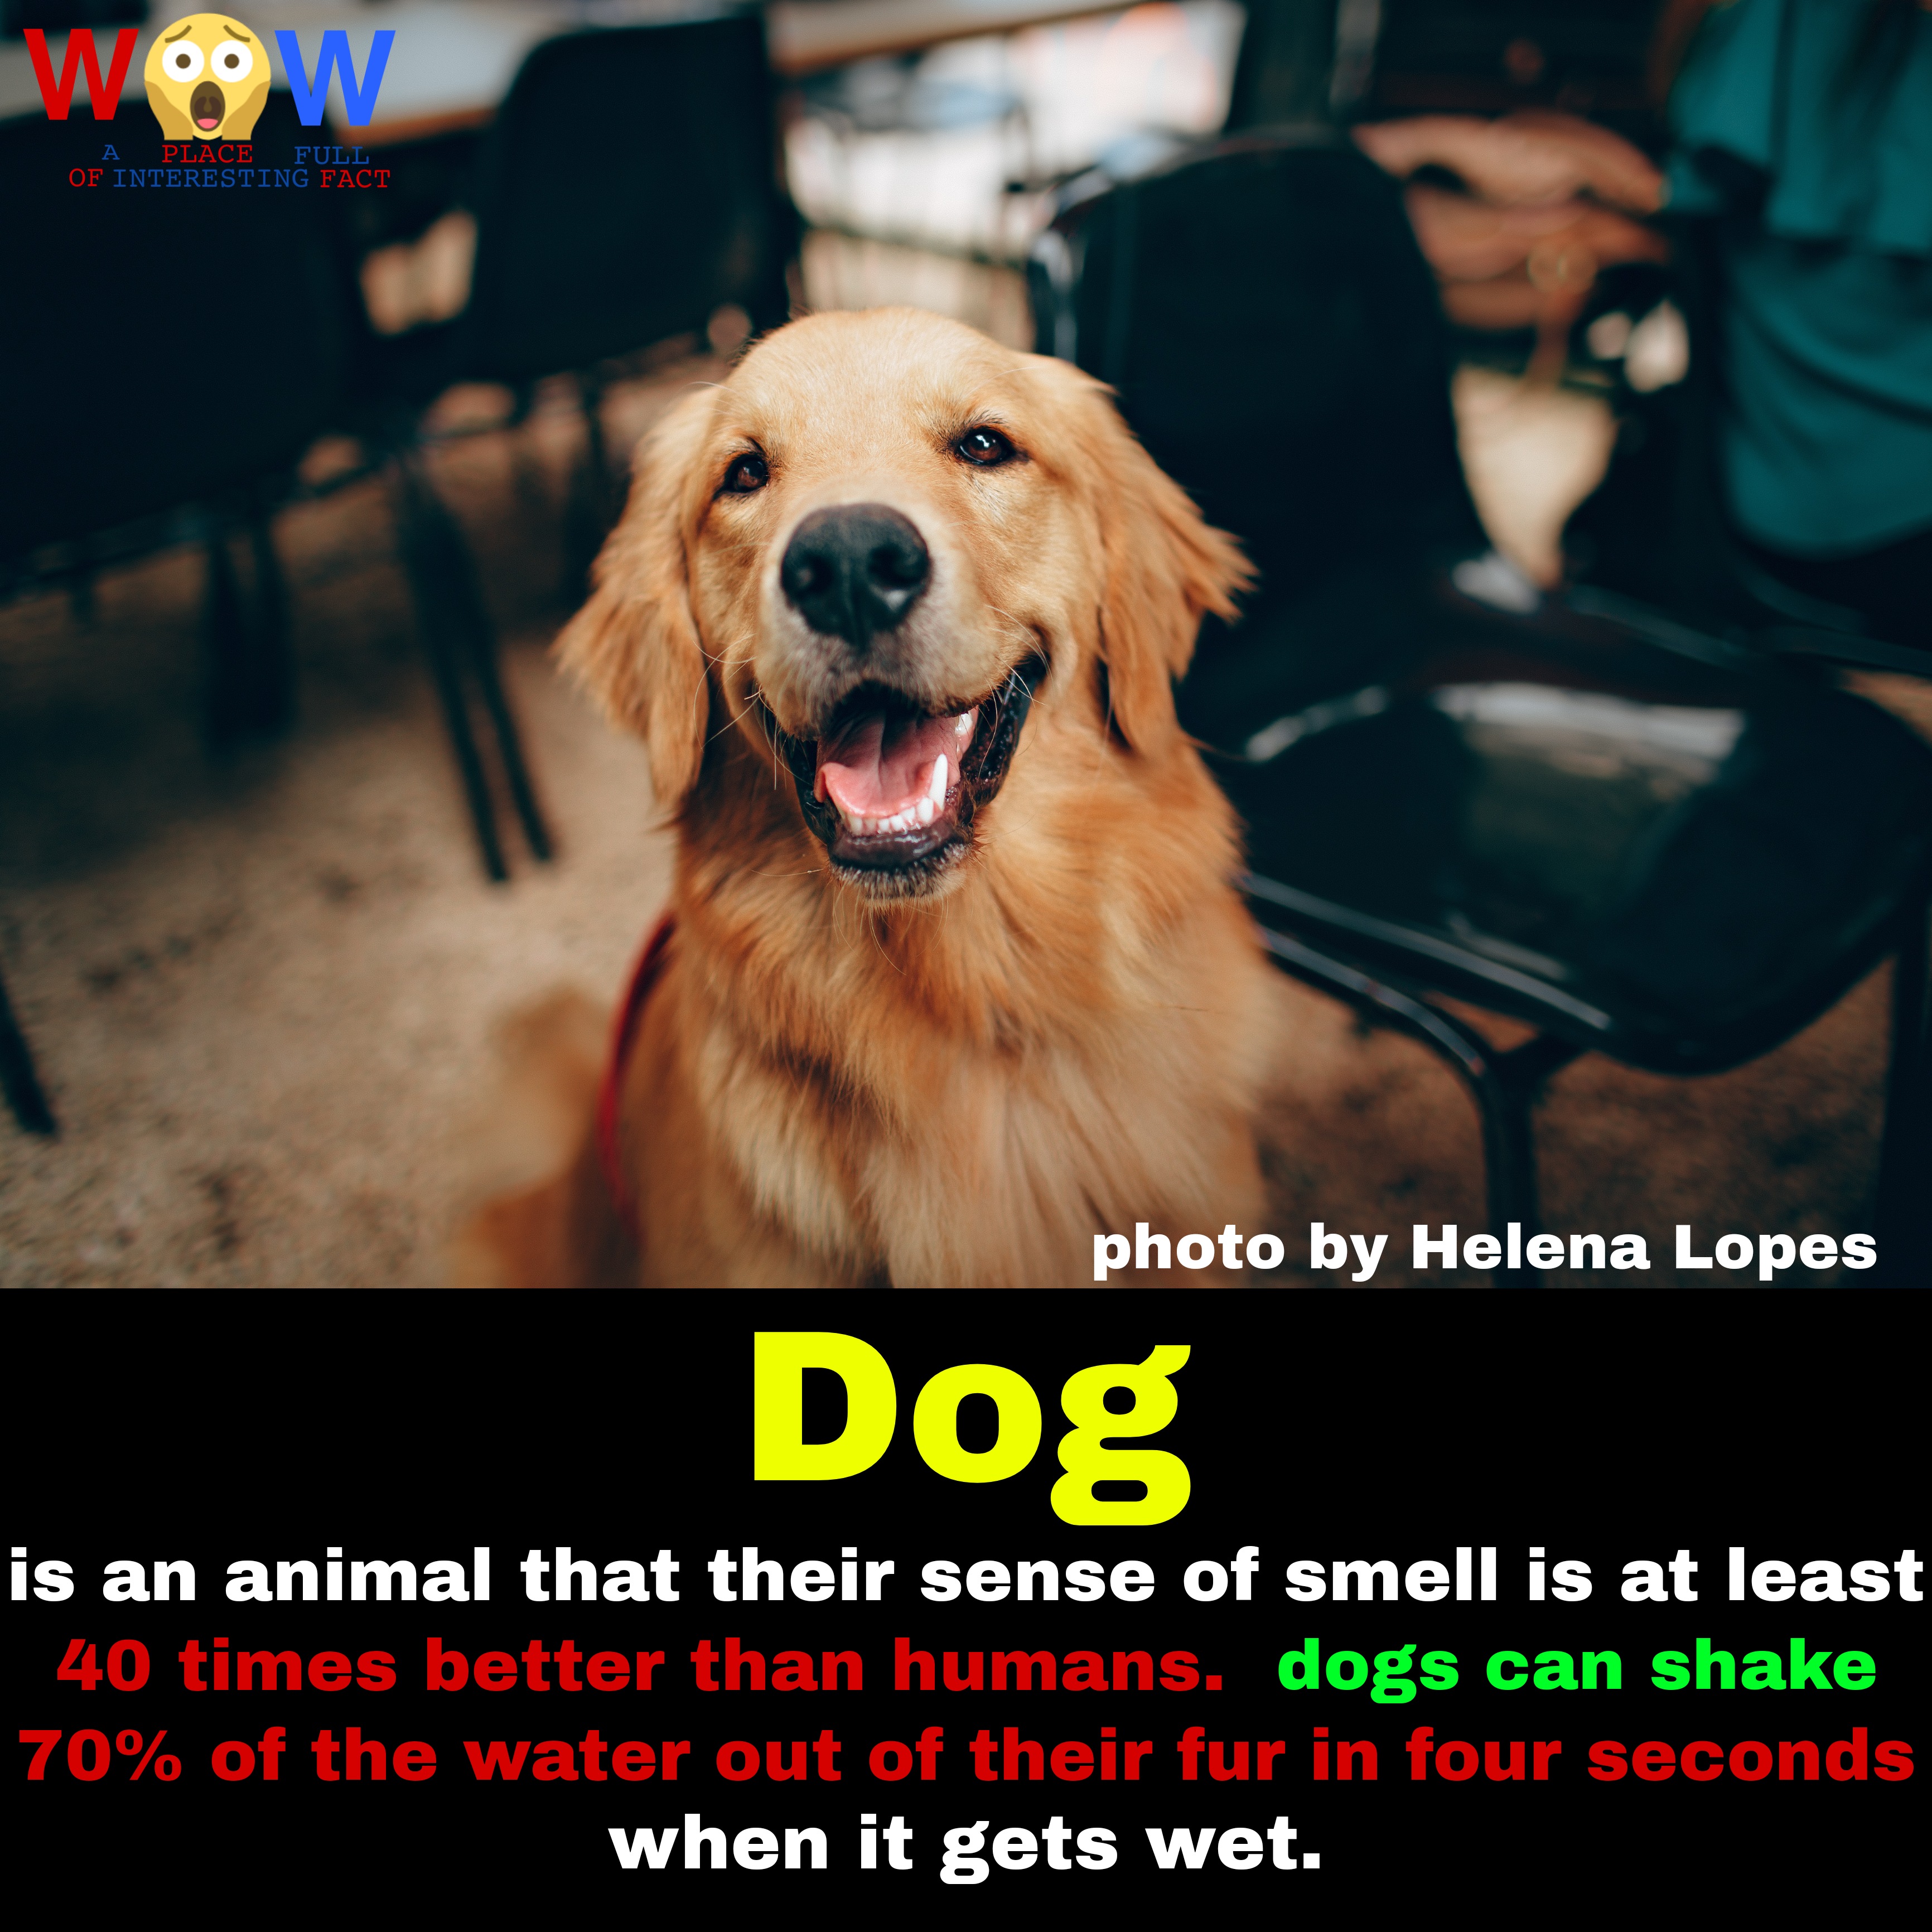 WOW
A PLACE FULL
OF INTERESTING FACT
photo by Helena Lopes
Dog
is an animal that their sense of smell is at least
40 times better than humans. dogs can shake
70% of the water out of their fur in four seconds
when it gets wet.